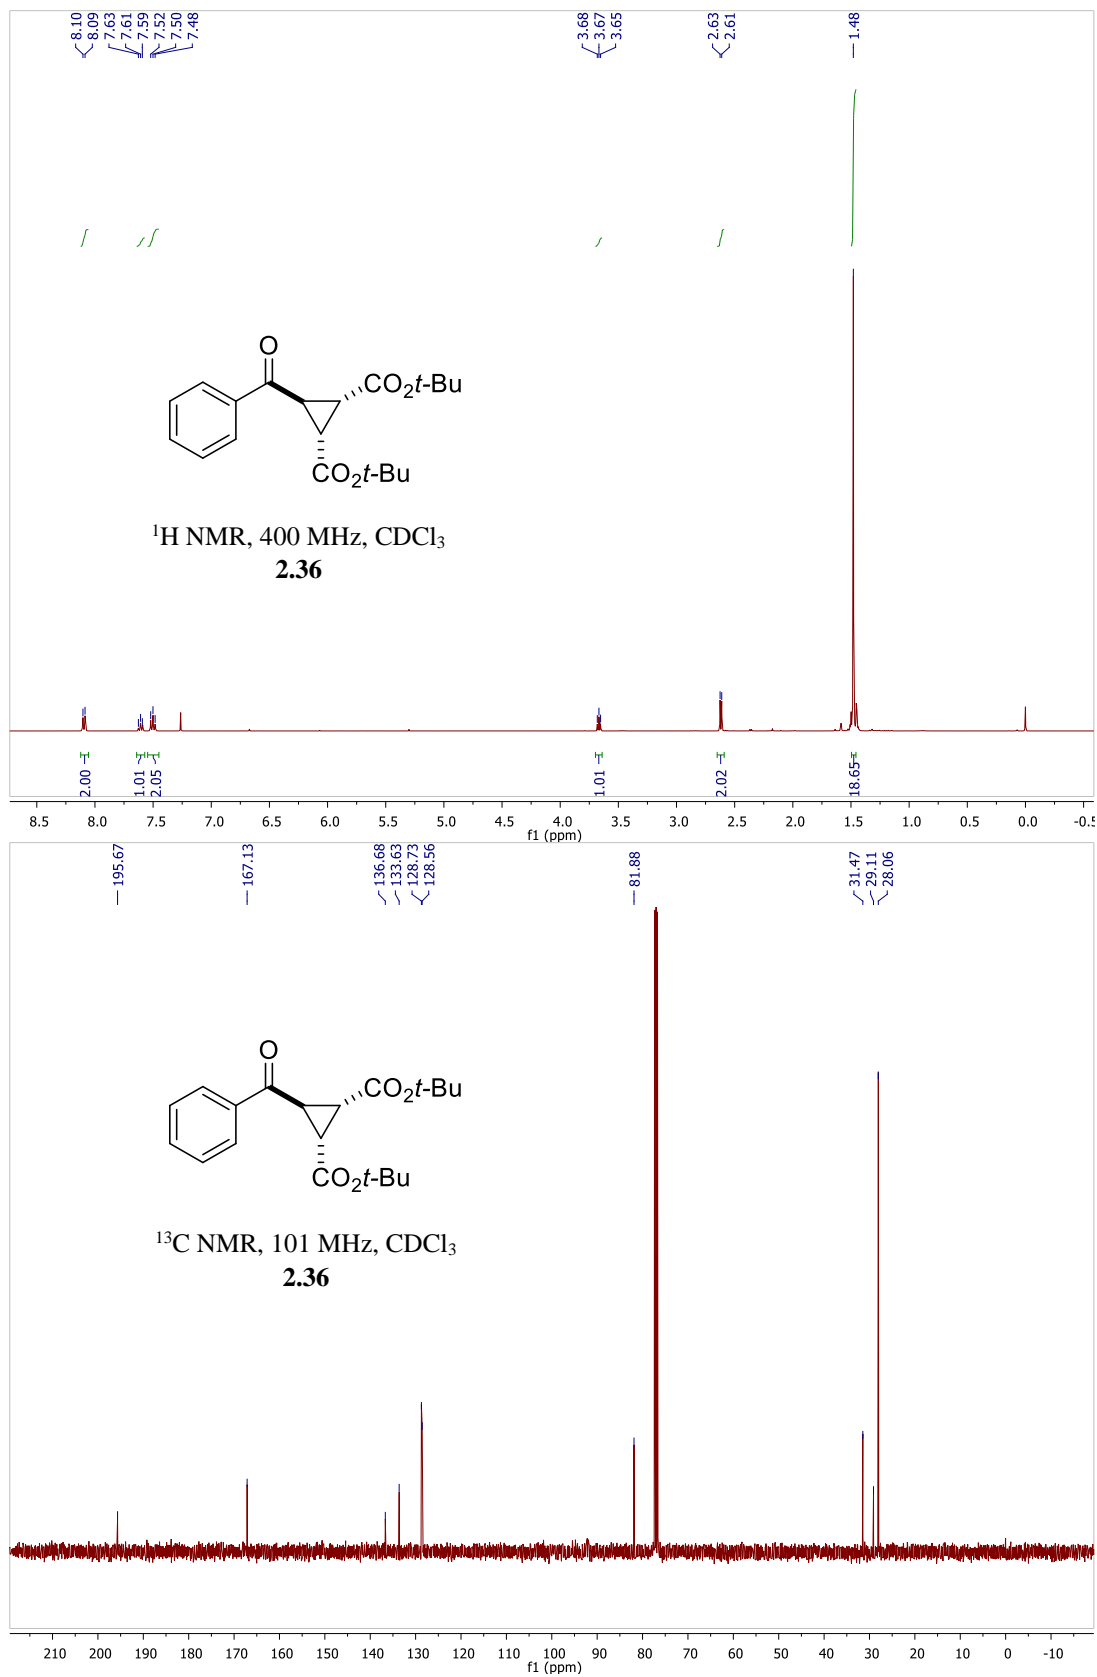 8.10
8.09
7.63
7.61
7.59
7.52
7.50
7.48
3.68
3.67
3.65
2.63
2.61
1.48
O
CO2t-Bu
CO2t-Bu
1H NMR, 400 MHz, CDCl3
2.36
2.00
1.01
2.05
1.01
2.02
18.65
8.5 8.0 7.5 7.0 6.5 6.0 5.5 5.0 4.5 4.0 3.5 3.0 2.5 2.0 1.5 1.0 0.5 0.0 -0.5
f1 (ppm)
195.67
167.13
136.68
133.63
128.73
128.56
81.88
31.47
29.11
28.06
O
CO2t-Bu
CO2t-Bu
13C NMR, 101 MHz, CDCl3
2.36
210 200 190 180 170 160 150 140 130 120 110 100 90 80 70 60 50 40 30 20 10 0 -10
f1 (ppm)